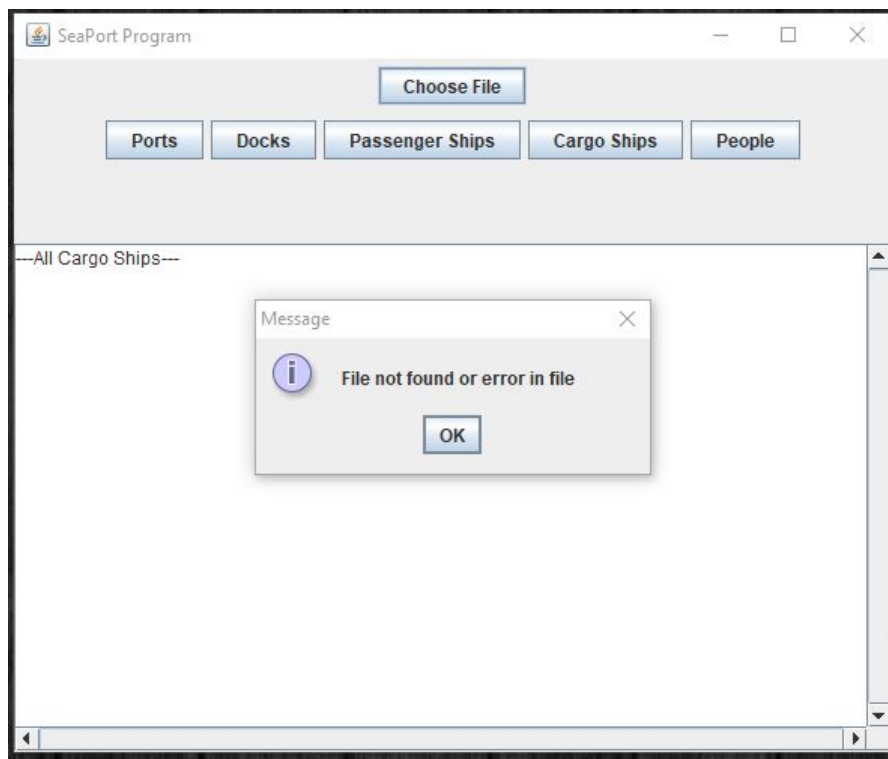 SeaPort Program
Choose File
Ports Docks Passenger Ships Cargo Ships People
---All Cargo Ships---
Message
i File not found or error in file
OK